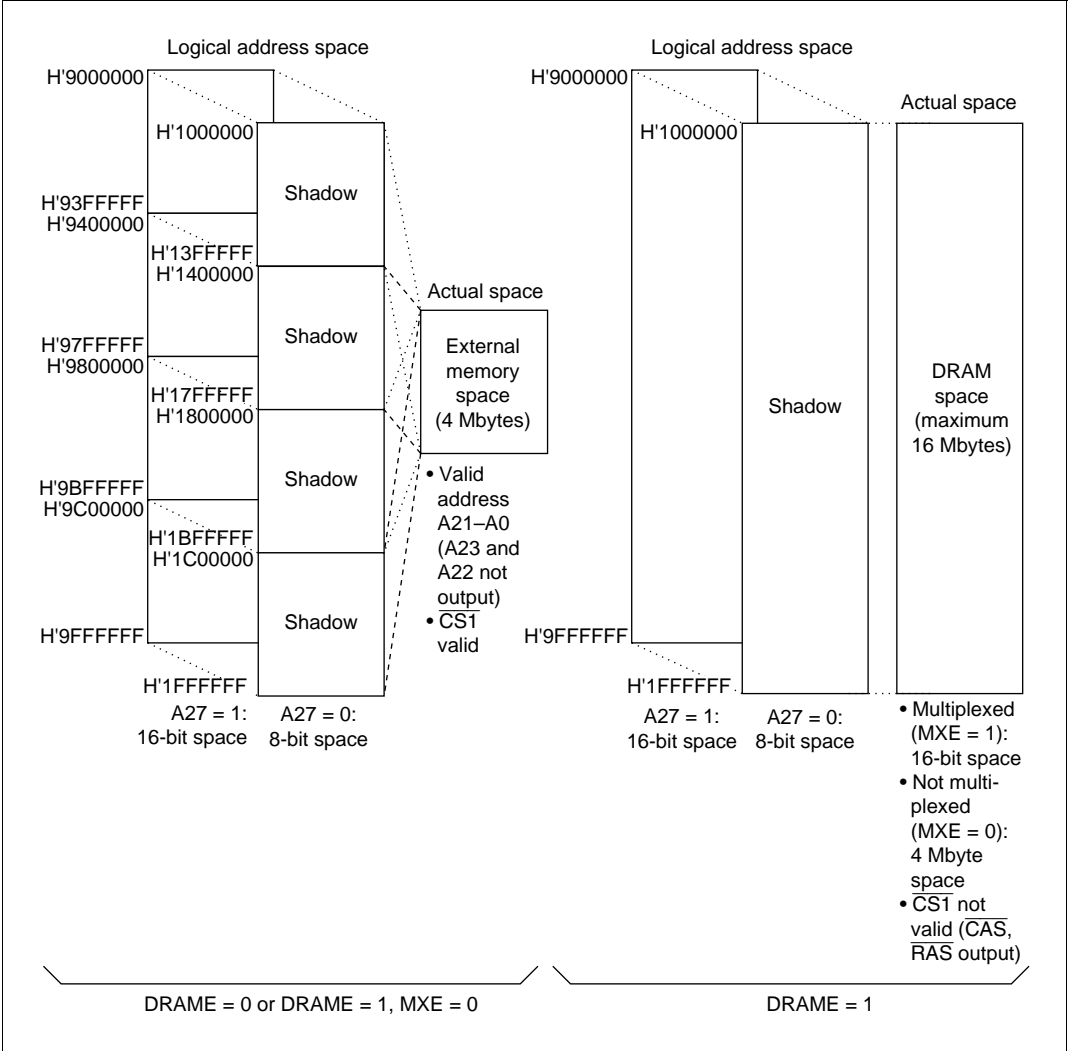 Logical address space
H'9000000
H'1000000
Shadow
H'93FFFFF
H'9400000
H'13FFFFF
H'1400000
Shadow
H'97FFFFF
H'9800000
H'17FFFFF
H'1800000
Shadow
H'9BFFFFF
H'9C00000
H'1BFFFFF
H'1C00000
Shadow
H'9FFFFFF
H'1FFFFFF
A27 = 1:
16-bit space
A27 = 0:
8-bit space
Actual space
External
memory
space
(4 Mbytes)
• Valid
address
A21–A0
(A23 and
A22 not
output)
• C̅S̅1̅
valid
DRAME = 0 or DRAME = 1, MXE = 0
Logical address space
H'9000000
H'1000000
Shadow
H'9FFFFFF
H'1FFFFFF
A27 = 1:
16-bit space
A27 = 0:
8-bit space
Actual space
DRAM
space
(maximum
16 Mbytes)
• Multiplexed
(MXE = 1):
16-bit space
• Not multi-
plexed
(MXE = 0):
4 Mbyte
space
• C̅S̅1̅ not
valid (C̅A̅S̅,
R̅A̅S̅ output)
DRAME = 1